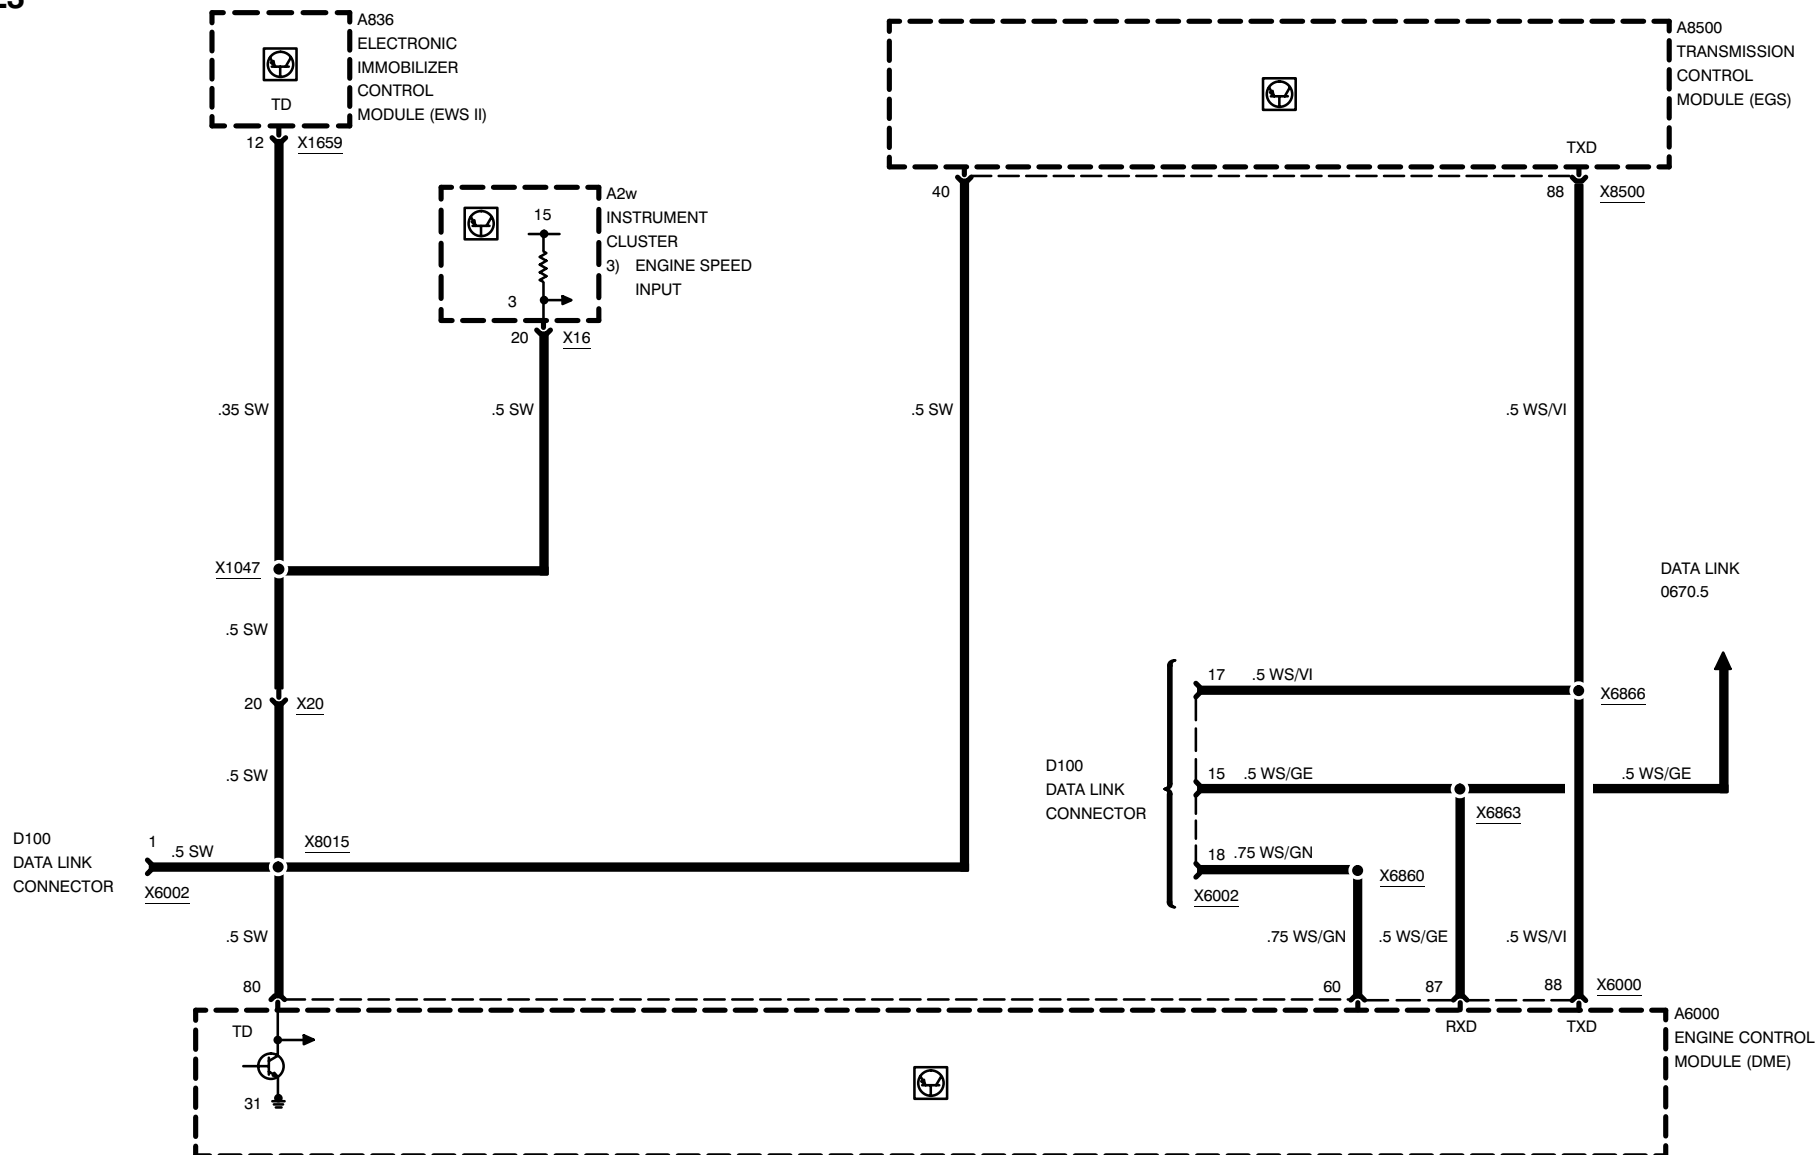 A836
ELECTRONIC
IMMOBILIZER
CONTROL
MODULE (EWS II)
TD
12
X1659
A8500
TRANSMISSION
CONTROL
MODULE (EGS)
TXD
40
88
X8500
A2w
INSTRUMENT
CLUSTER
3) ENGINE SPEED
INPUT
15
3
20
X16
.35 SW
.5 SW
.5 SW
.5 WS/VI
X1047
.5 SW
20
X20
.5 SW
DATA LINK
0670.5
17 .5 WS/VI
X6866
D100
DATA LINK
CONNECTOR
15 .5 WS/GE
.5 WS/GE
X6863
18 .75 WS/GN
X6860
X6002
D100
DATA LINK
CONNECTOR
1
.5 SW
X8015
X6002
.5 SW
.75 WS/GN
.5 WS/GE
.5 WS/VI
80
60
87
88
X6000
TD
RXD
TXD
A6000
ENGINE CONTROL
MODULE (DME)
31